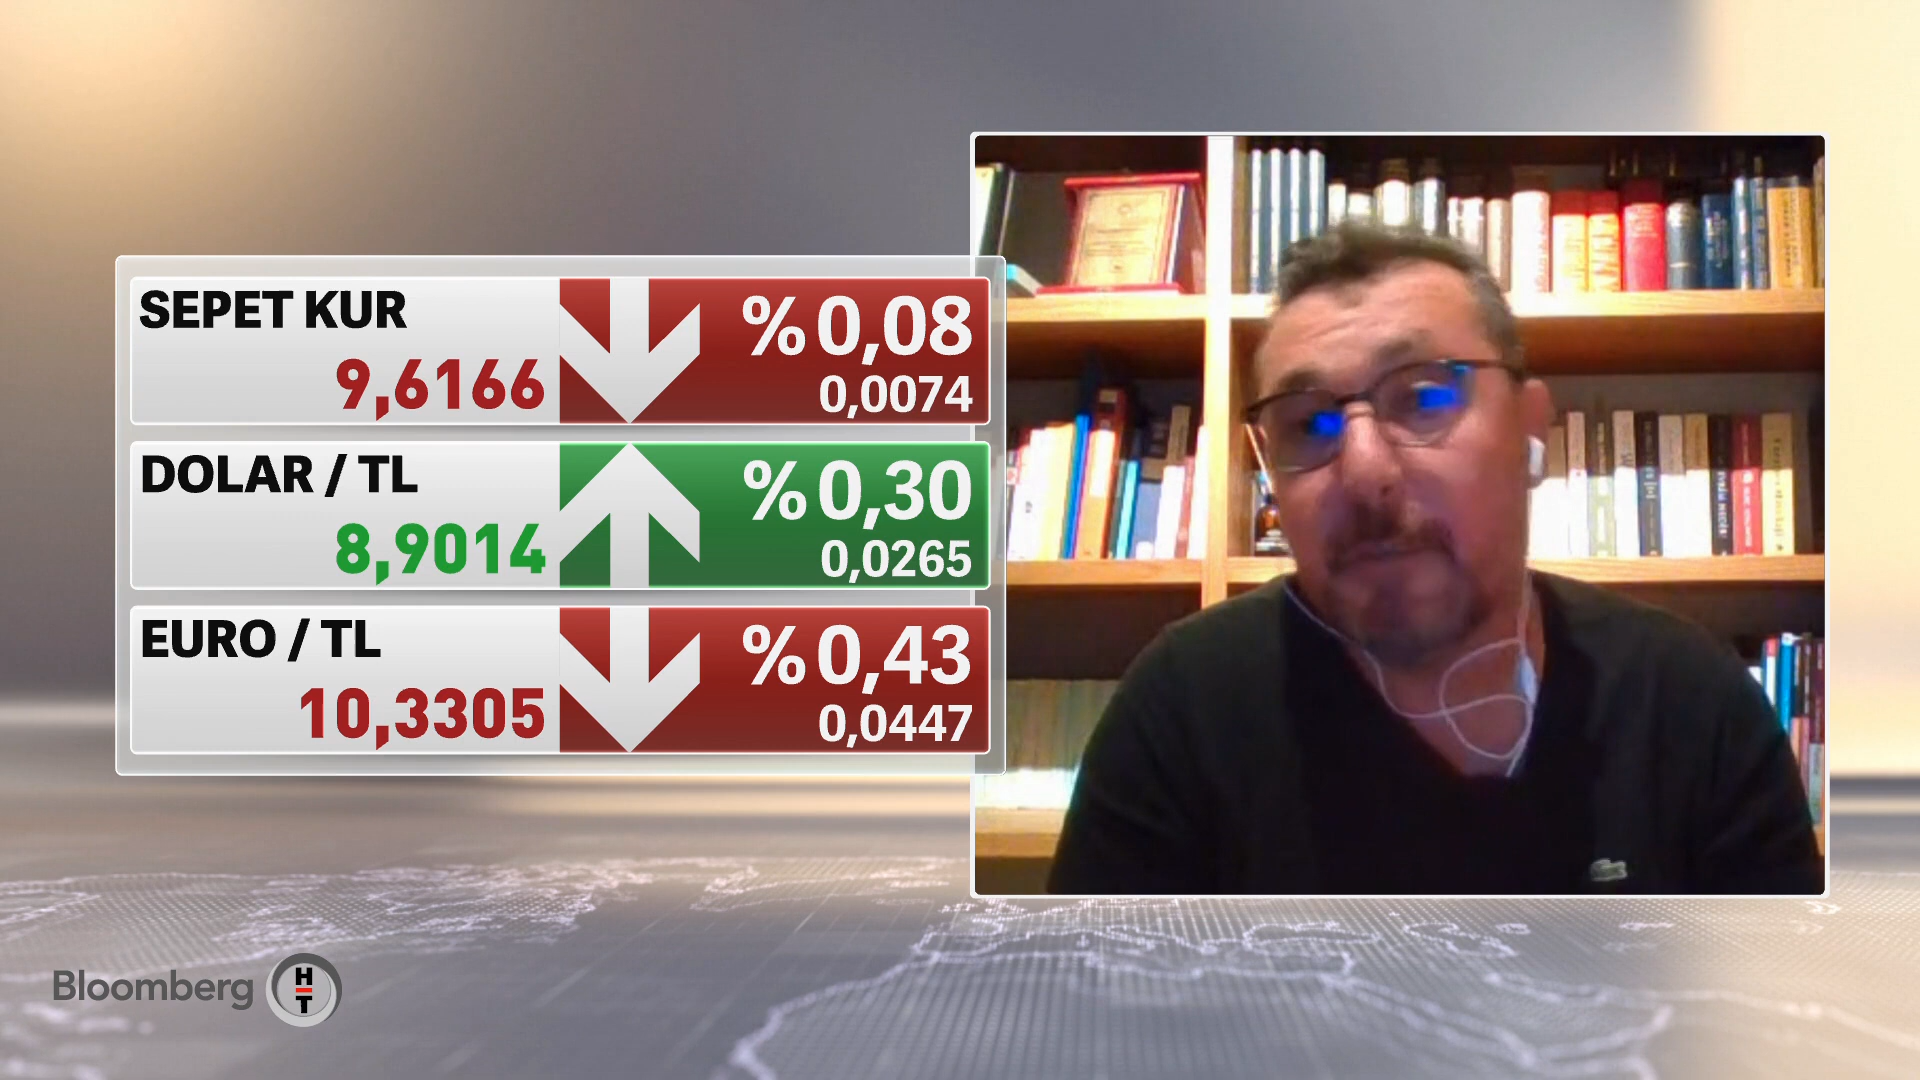 SEPET KUR
9,6166
%0,08
0,0074
DOLAR / TL
8,9014
%0,30
0,0265
EURO / TL
10,3305
%0,43
0,0447
Bloomberg HT